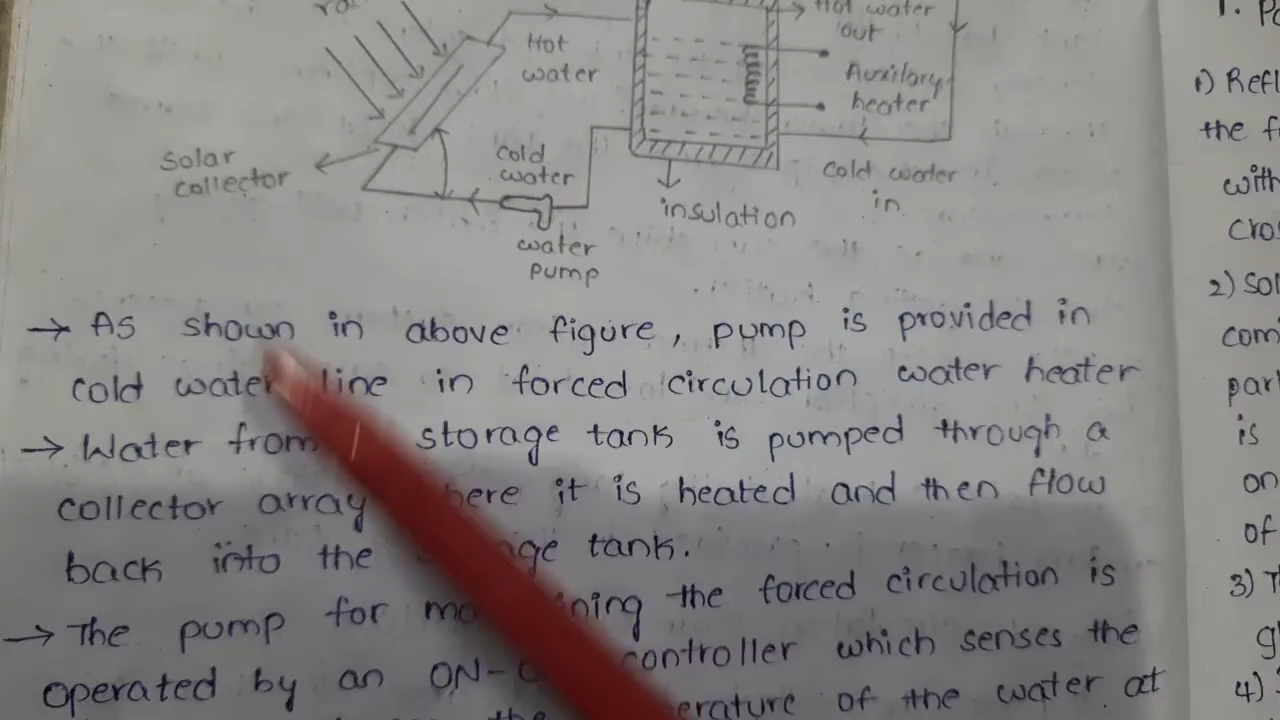 Hot water
out
Hot
water
Auxilary
heater
Solar
collector
cold
water
cold water
in
insulation
water
pump
→ As shown in above figure, pump is provided in
cold water line in forced circulation water heater
→ Water from storage tank is pumped through a
collector array here it is heated and then flow
back into the tank.
→ The pump for the forced circulation is
operated by an ON- controller which senses the
of the water at
1.
1) Refl
the f
with
cros
2) Sol
com
par
is
on
of
3) T
g
4)